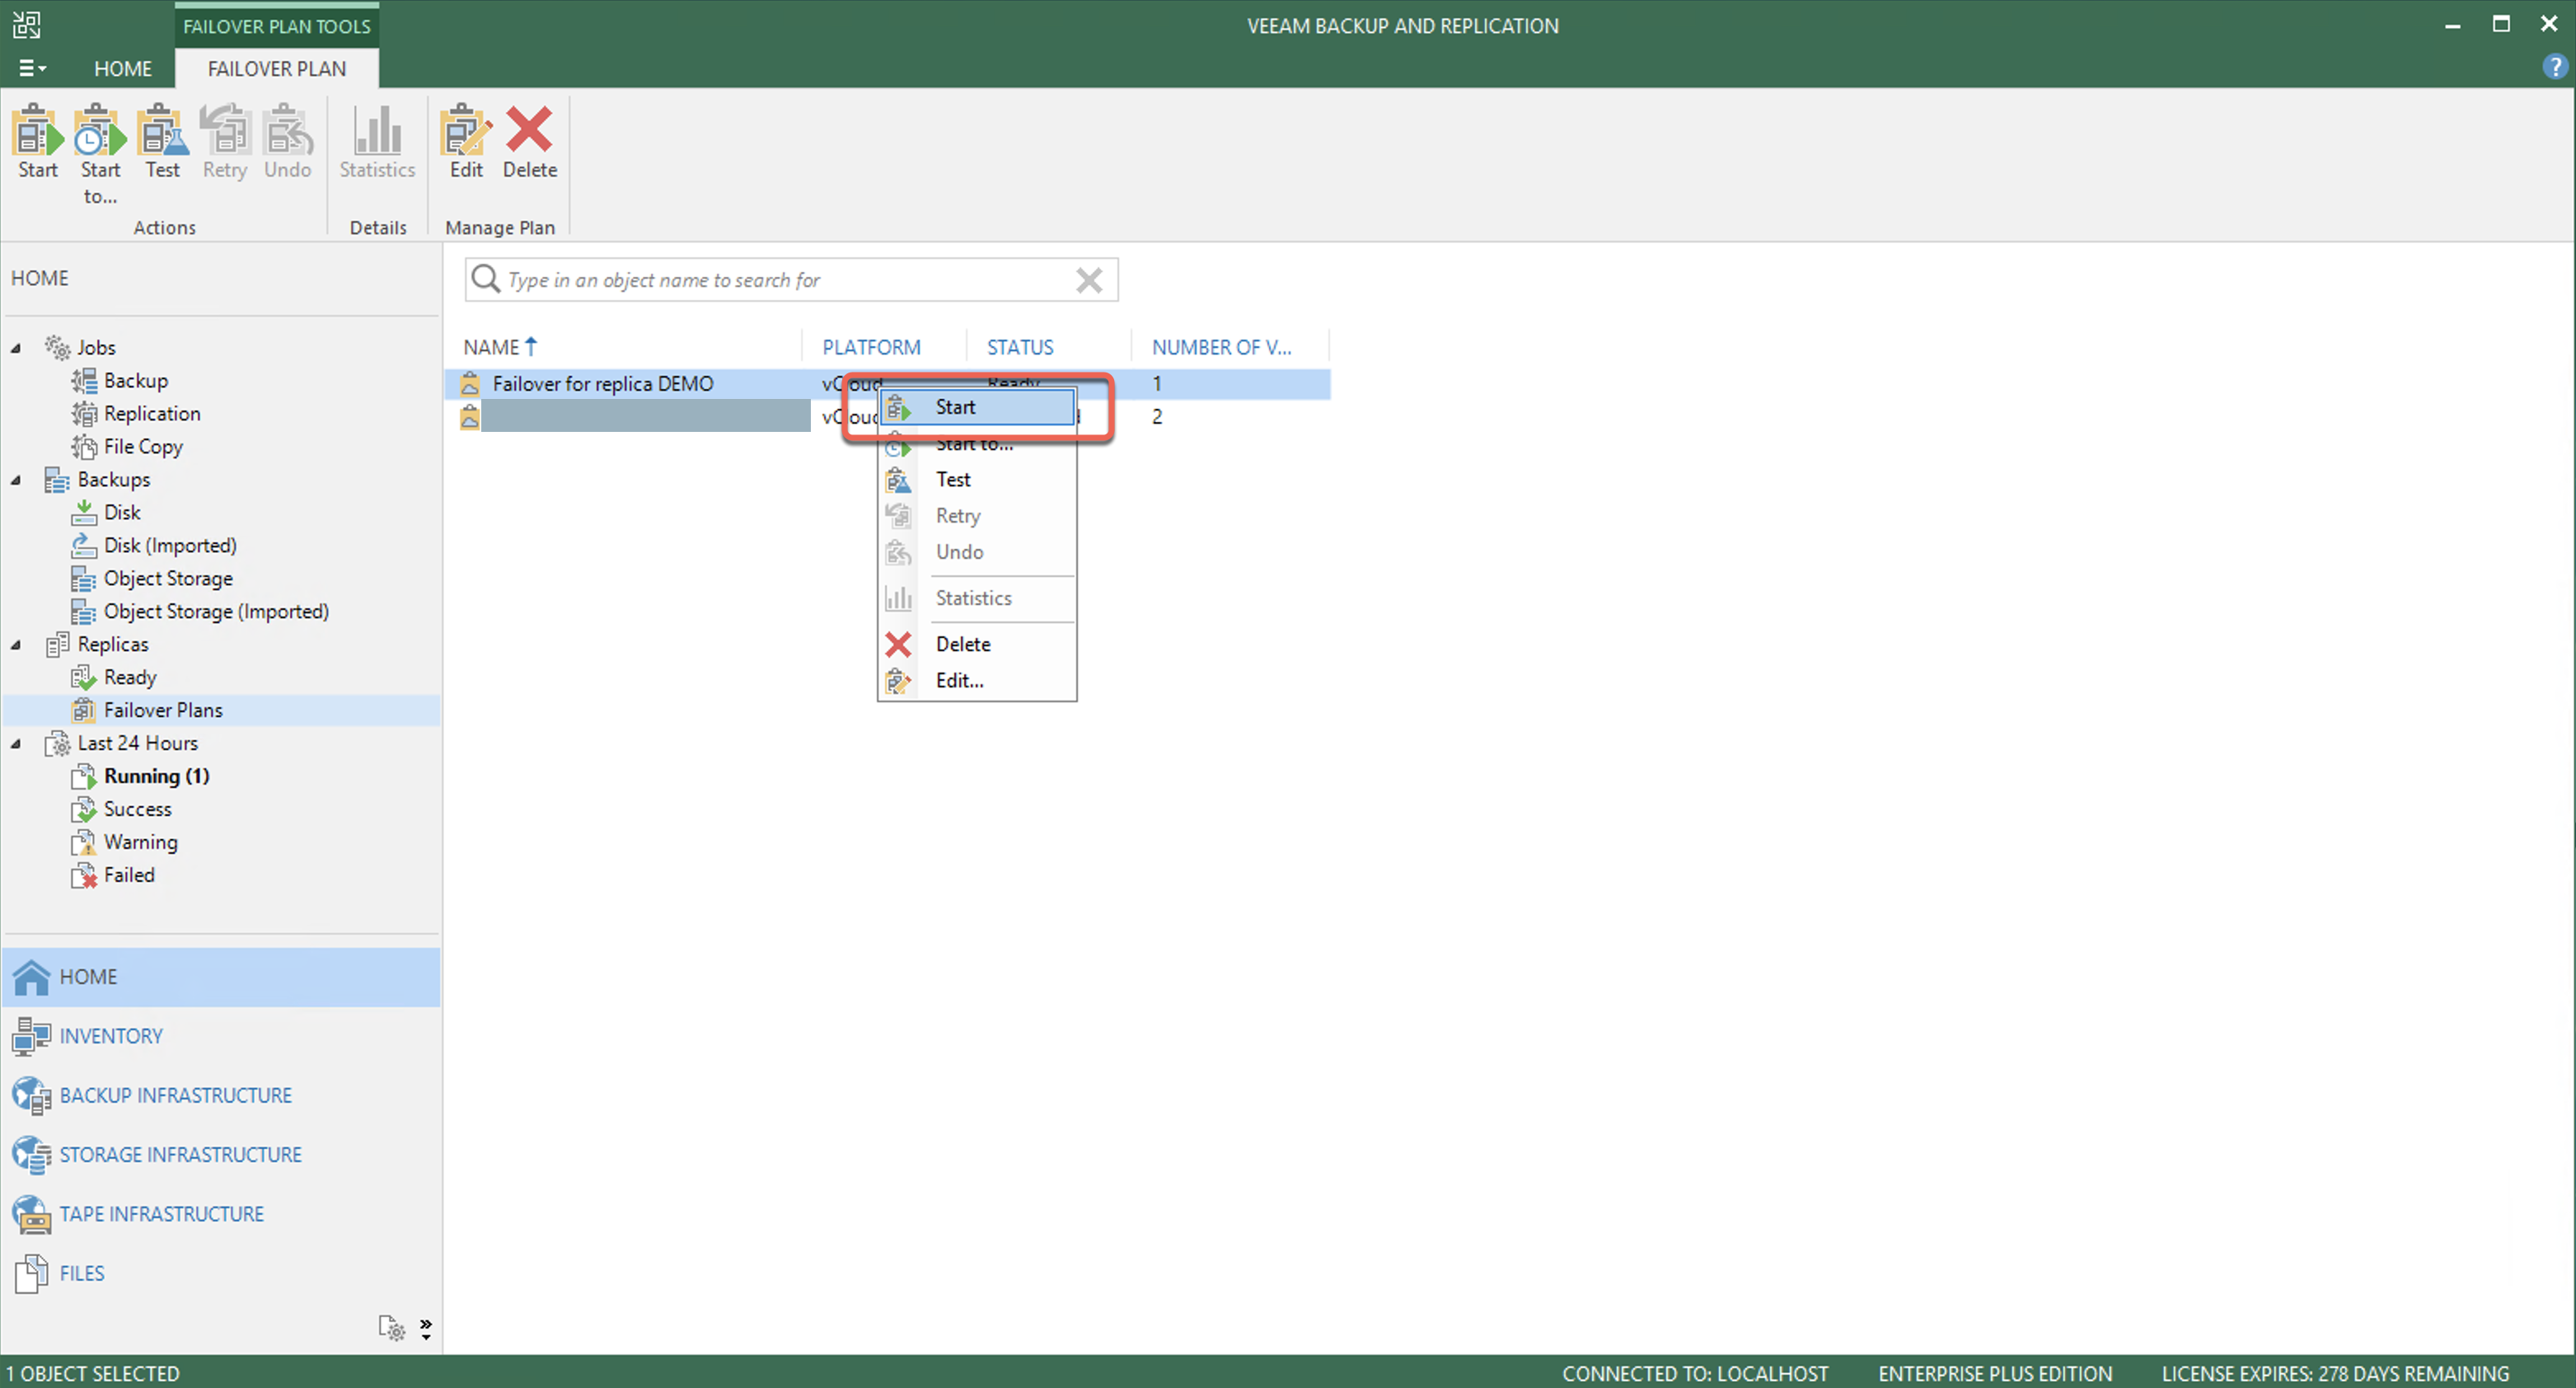 FAILOVER PLAN TOOLS
VEEAM BACKUP AND REPLICATION
HOME
FAILOVER PLAN
?
Start
Start to...
Test
Retry
Undo
Statistics
Edit
Delete
Actions
Details
Manage Plan
HOME
Type in an object name to search for
Jobs
Backup
Replication
File Copy
Backups
Disk
Disk (Imported)
Object Storage
Object Storage (Imported)
Replicas
Ready
Failover Plans
Last 24 Hours
Running (1)
Success
Warning
Failed
NAME
PLATFORM
STATUS
NUMBER OF V...
Failover for replica DEMO
vCloud
Ready
1
vCloud
2
Start
Start to...
Test
Retry
Undo
Statistics
Delete
Edit...
HOME
INVENTORY
BACKUP INFRASTRUCTURE
STORAGE INFRASTRUCTURE
TAPE INFRASTRUCTURE
FILES
1 OBJECT SELECTED
CONNECTED TO: LOCALHOST
ENTERPRISE PLUS EDITION
LICENSE EXPIRES: 278 DAYS REMAINING